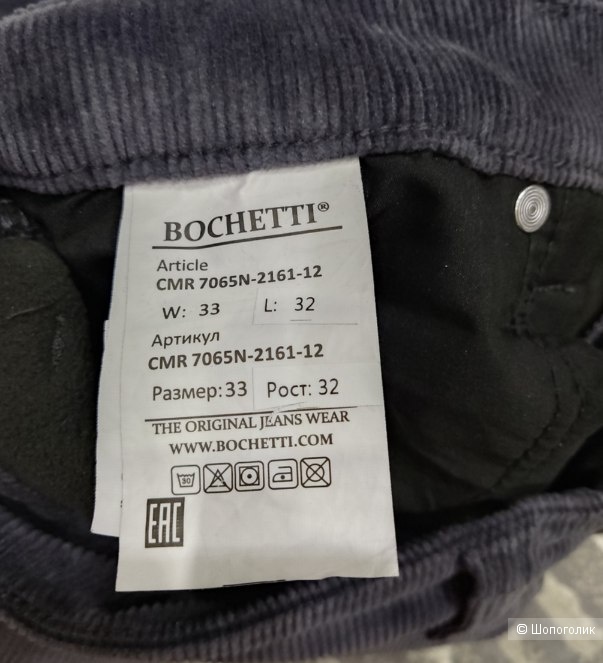 BOCHETTI®
Article
CMR 7065N-2161-12
W: 33 L: 32
Артикул
CMR 7065N-2161-12
Размер: 33 Рост: 32
THE ORIGINAL JEANS WEAR
WWW.BOCHETTI.COM
30
EAC
© Шопоголик